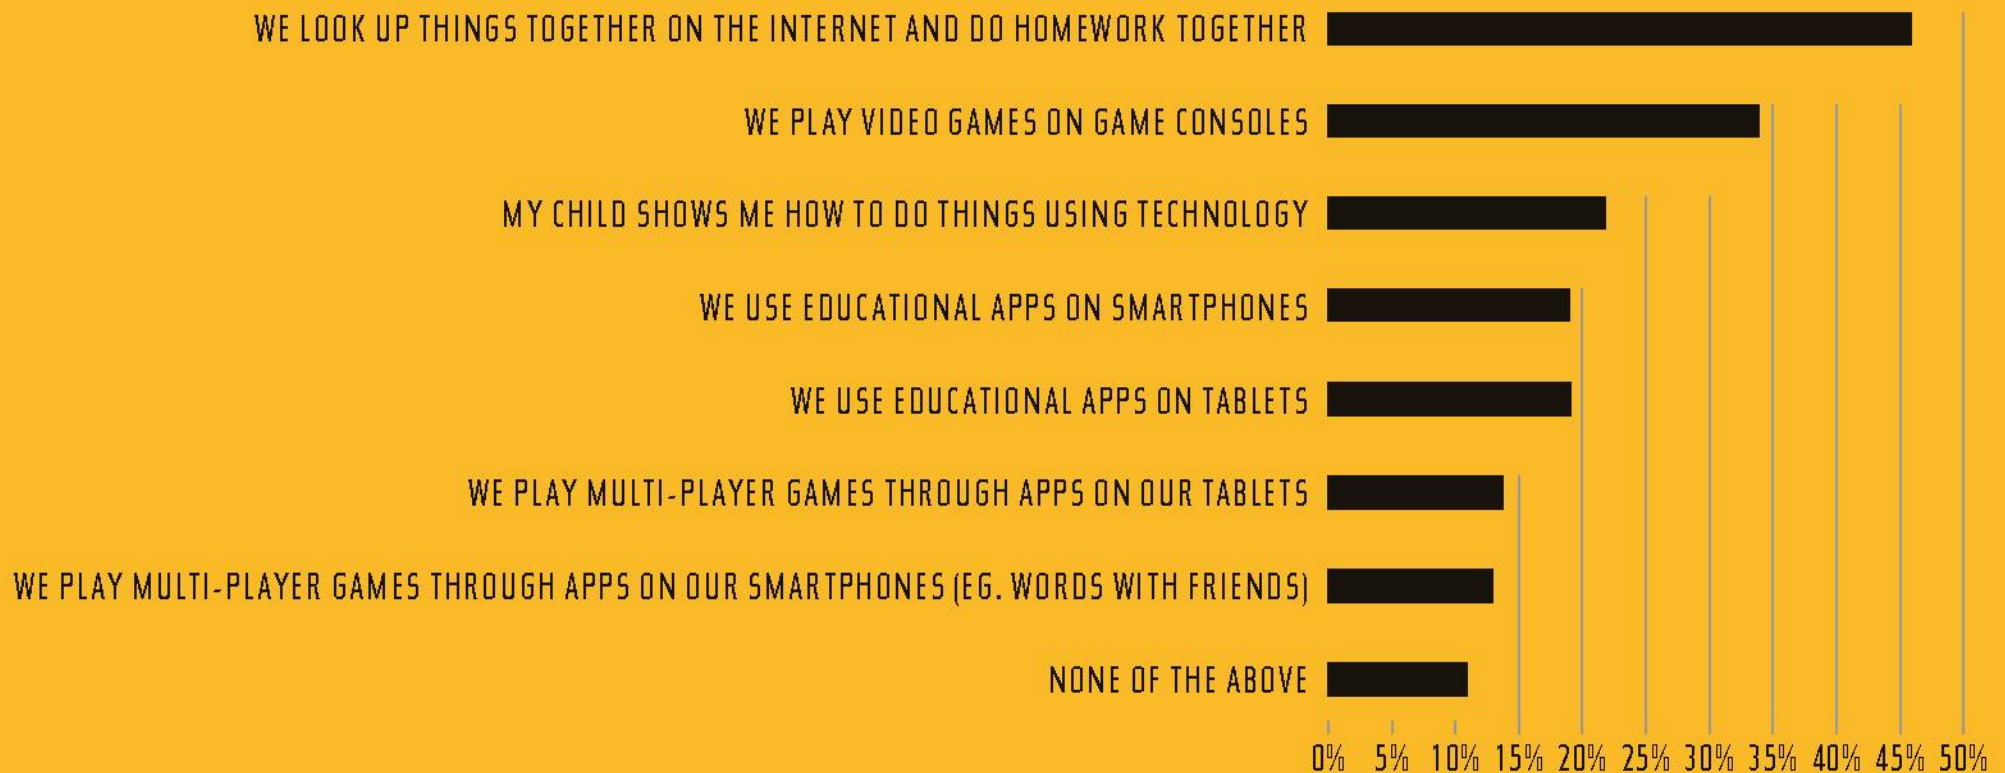 WE LOOK UP THINGS TOGETHER ON THE INTERNET AND DO HOMEWORK TOGETHER
WE PLAY VIDEO GAMES ON GAME CONSOLES
MY CHILD SHOWS ME HOW TO DO THINGS USING TECHNOLOGY
WE USE EDUCATIONAL APPS ON SMARTPHONES
WE USE EDUCATIONAL APPS ON TABLETS
WE PLAY MULTI-PLAYER GAMES THROUGH APPS ON OUR TABLETS
WE PLAY MULTI-PLAYER GAMES THROUGH APPS ON OUR SMARTPHONES (EG. WORDS WITH FRIENDS)
NONE OF THE ABOVE
0% 5% 10% 15% 20% 25% 30% 35% 40% 45% 50%